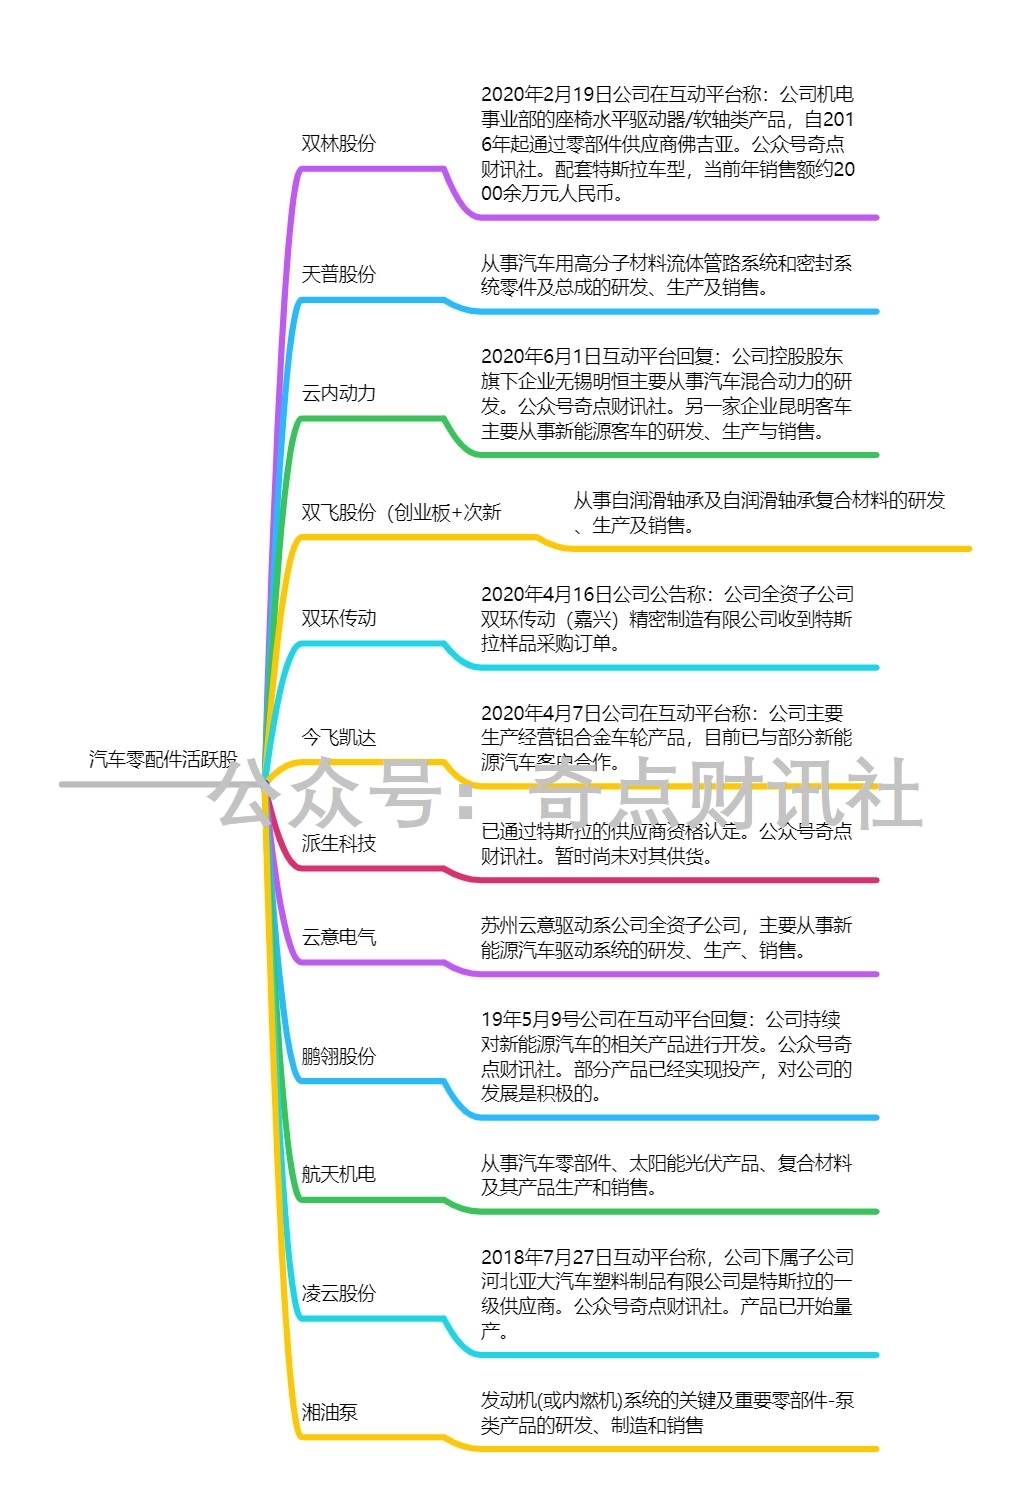 双林股份
2020年2月19日公司在互动平台称：公司机电
事业部的座椅水平驱动器/软轴类产品，自201
6年起通过零部件供应商佛吉亚。公众号奇点
财讯社。配套特斯拉车型，当前年销售额约20
00余万元人民币。
天普股份
从事汽车用高分子材料流体管路系统和密封系
统零件及总成的研发、生产及销售。
云内动力
2020年6月1日互动平台回复：公司控股股东
旗下企业无锡明恒主要从事汽车混合动力的研
发。公众号奇点财讯社。另一家企业昆明客车
主要从事新能源客车的研发、生产与销售。
双飞股份（创业板+次新
从事自润滑轴承及自润滑轴承复合材料的研发
、生产及销售。
双环传动
2020年4月16日公司公告称：公司全资子公司
双环传动（嘉兴）精密制造有限公司收到特斯
拉样品采购订单。
汽车零配件活跃股
今飞凯达
2020年4月7日公司在互动平台称：公司主要
生产经营铝合金车轮产品，目前已与部分新能
源汽车客户合作。
公众号：奇点财讯社
派生科技
已通过特斯拉的供应商资格认定。公众号奇点
财讯社。暂时尚未对其供货。
云意电气
苏州云意驱动系公司全资子公司，主要从事新
能源汽车驱动系统的研发、生产、销售。
鹏翎股份
19年5月9号公司在互动平台回复：公司持续
对新能源汽车的相关产品进行开发。公众号奇
点财讯社。部分产品已经实现投产，对公司的
发展是积极的。
航天机电
从事汽车零部件、太阳能光伏产品、复合材料
及其产品生产和销售。
凌云股份
2018年7月27日互动平台称，公司下属子公司
河北亚大汽车塑料制品有限公司是特斯拉的一
级供应商。公众号奇点财讯社。产品已开始量
产。
湘油泵
发动机(或内燃机)系统的关键及重要零部件-泵
类产品的研发、制造和销售